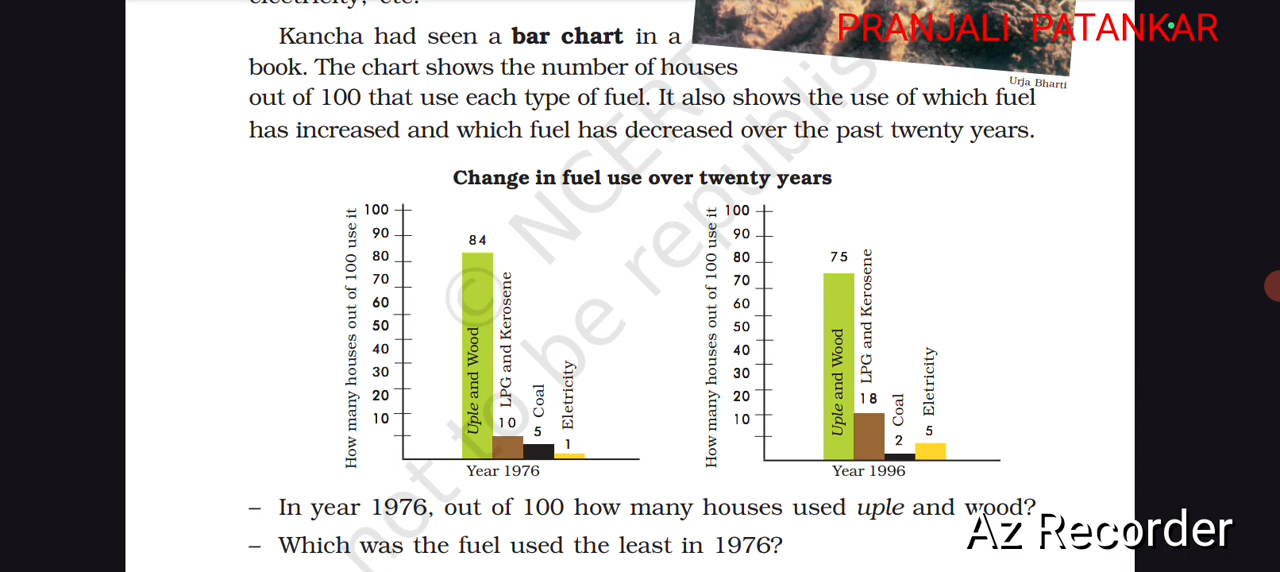 electricity, etc.
PRANJALI PATANKAR
Kancha had seen a bar chart in a
book. The chart shows the number of houses
Urja Bharti
out of 100 that use each type of fuel. It also shows the use of which fuel
has increased and which fuel has decreased over the past twenty years.
Change in fuel use over twenty years
How many houses out of 100 use it
100
90
80
70
60
50
40
30
20
10
84
Uple and Wood
LPG and Kerosene
10
Coal
5
Eletricity
1
Year 1976
How many houses out of 100 use it
100
90
80
70
60
50
40
30
20
10
75
Uple and Wood
LPG and Kerosene
18
Coal
2
Eletricity
5
Year 1996
© NCERT
not to be republis
– In year 1976, out of 100 how many houses used uple and wood?
– Which was the fuel used the least in 1976?
Az Recorder